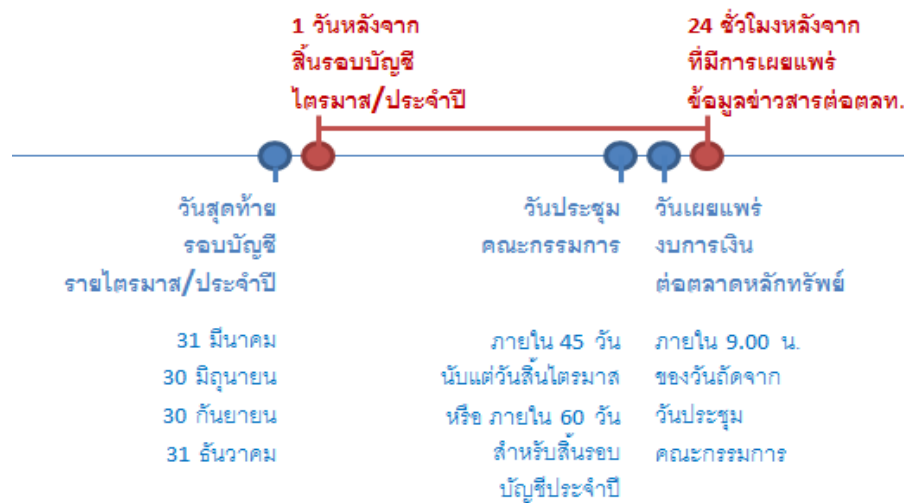 1 วันหลังจาก
สิ้นรอบบัญชี
ไตรมาส/ประจำปี
24 ชั่วโมงหลังจาก
ที่มีการเผยแพร่
ข้อมูลข่าวสารต่อตลท.
วันสุดท้าย
รอบบัญชี
รายไตรมาส/ประจำปี
วันประชุม
คณะกรรมการ
วันเผยแพร่
งบการเงิน
ต่อตลาดหลักทรัพย์
31 มีนาคม
30 มิถุนายน
30 กันยายน
31 ธันวาคม
ภายใน 45 วัน
นับแต่วันสิ้นไตรมาส
หรือ ภายใน 60 วัน
สำหรับสิ้นรอบ
บัญชีประจำปี
ภายใน 9.00 น.
ของวันถัดจาก
วันประชุม
คณะกรรมการ